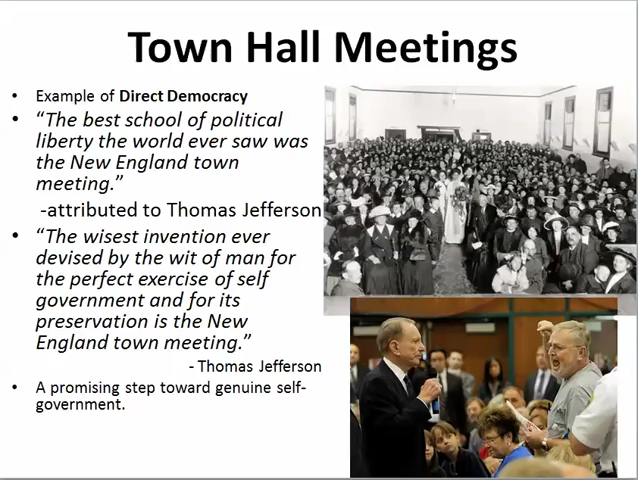 Town Hall Meetings
• Example of Direct Democracy
• “The best school of political
liberty the world ever saw was
the New England town
meeting.”
-attributed to Thomas Jefferson
• “The wisest invention ever
devised by the wit of man for
the perfect exercise of self
government and for its
preservation is the New
England town meeting.”
- Thomas Jefferson
• A promising step toward genuine self-
government.